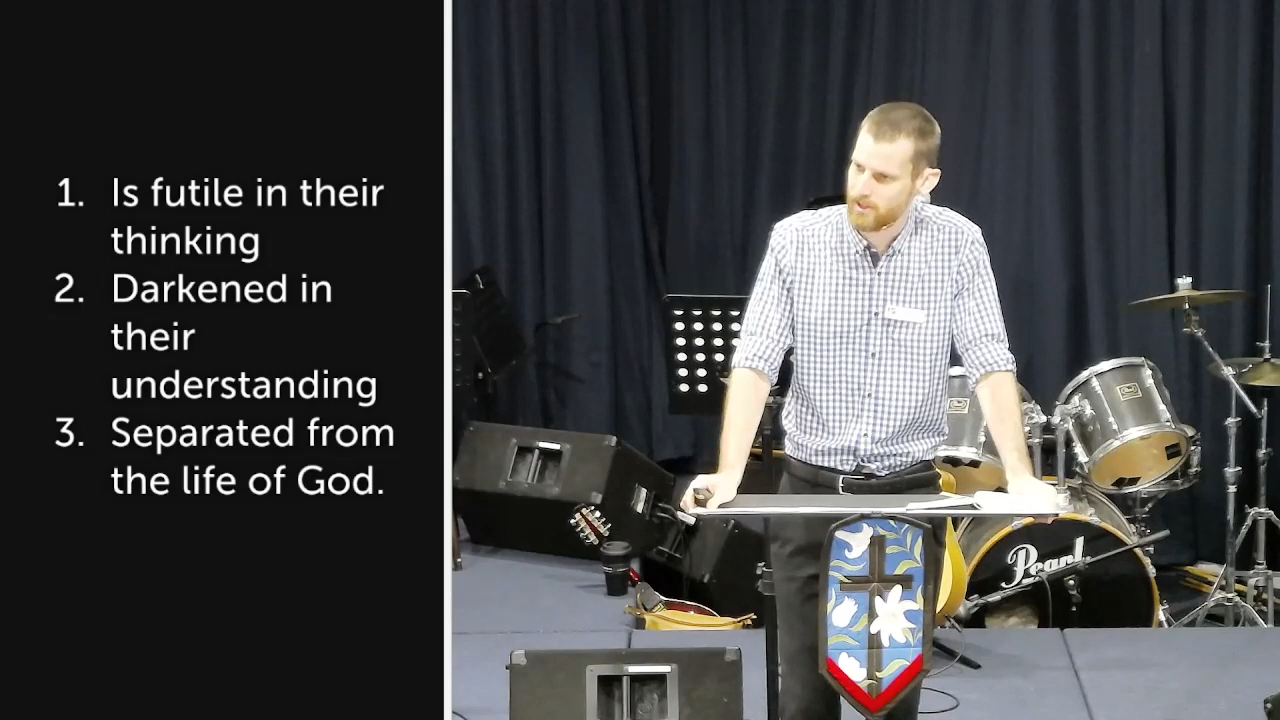 1. Is futile in their
thinking
2. Darkened in
their
understanding
3. Separated from
the life of God.
Pearl